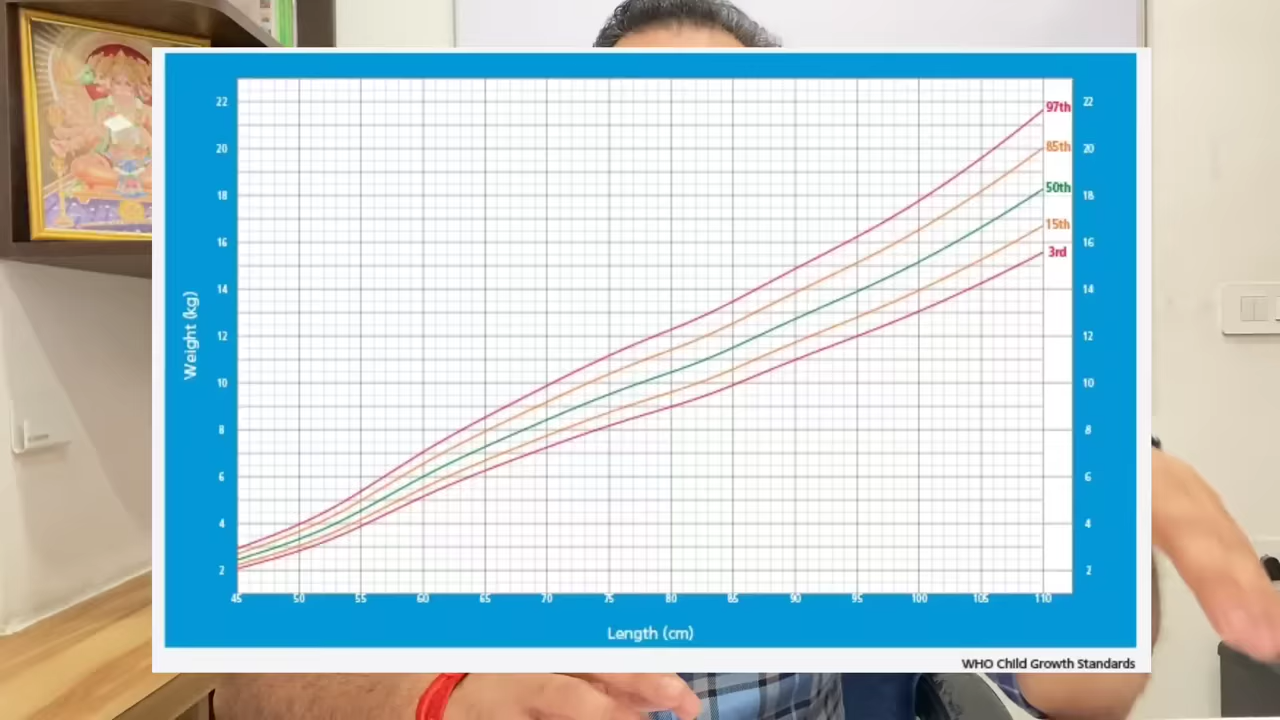 97th
85th
50th
15th
3rd
22 22
20 20
18 18
16 16
14 14
12 12
10 10
8 8
6 6
4 4
2 2
Weight (kg)
45 50 55 60 65 70 75 80 85 90 95 100 105 110
Length (cm)
WHO Child Growth Standards